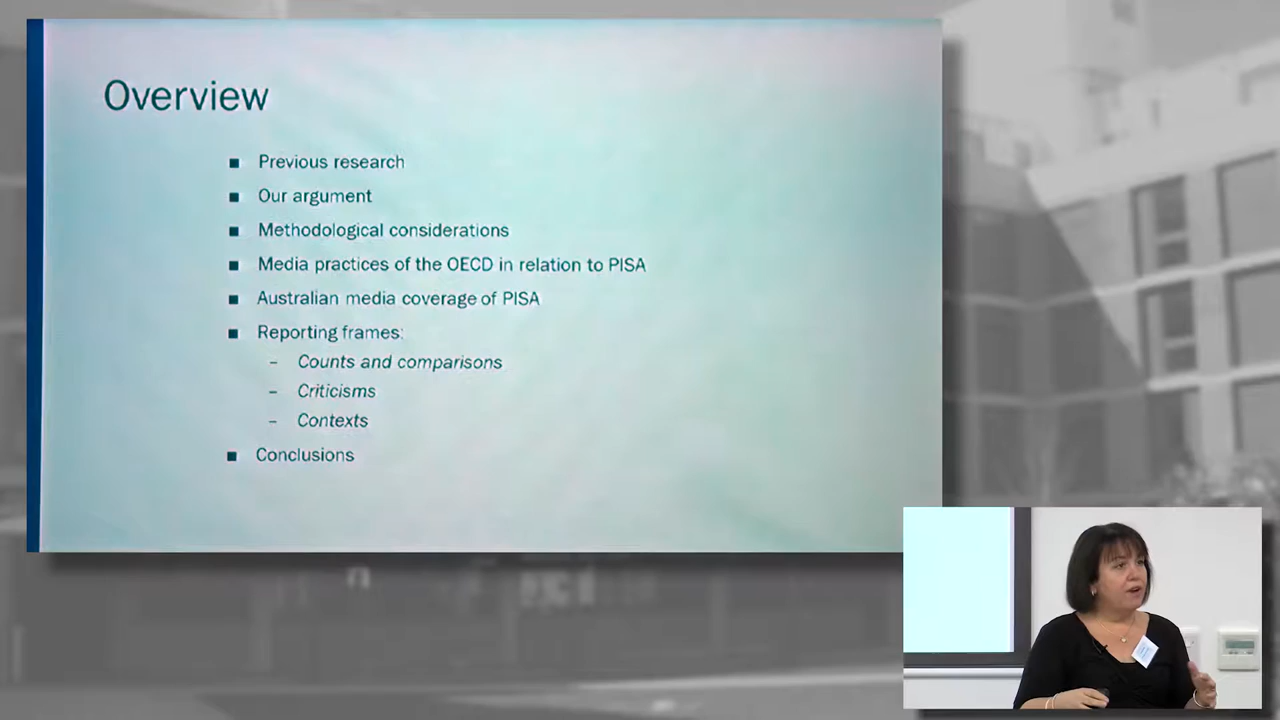 Overview
■ Previous research
■ Our argument
■ Methodological considerations
■ Media practices of the OECD in relation to PISA
■ Australian media coverage of PISA
■ Reporting frames:
– Counts and comparisons
– Criticisms
– Contexts
■ Conclusions